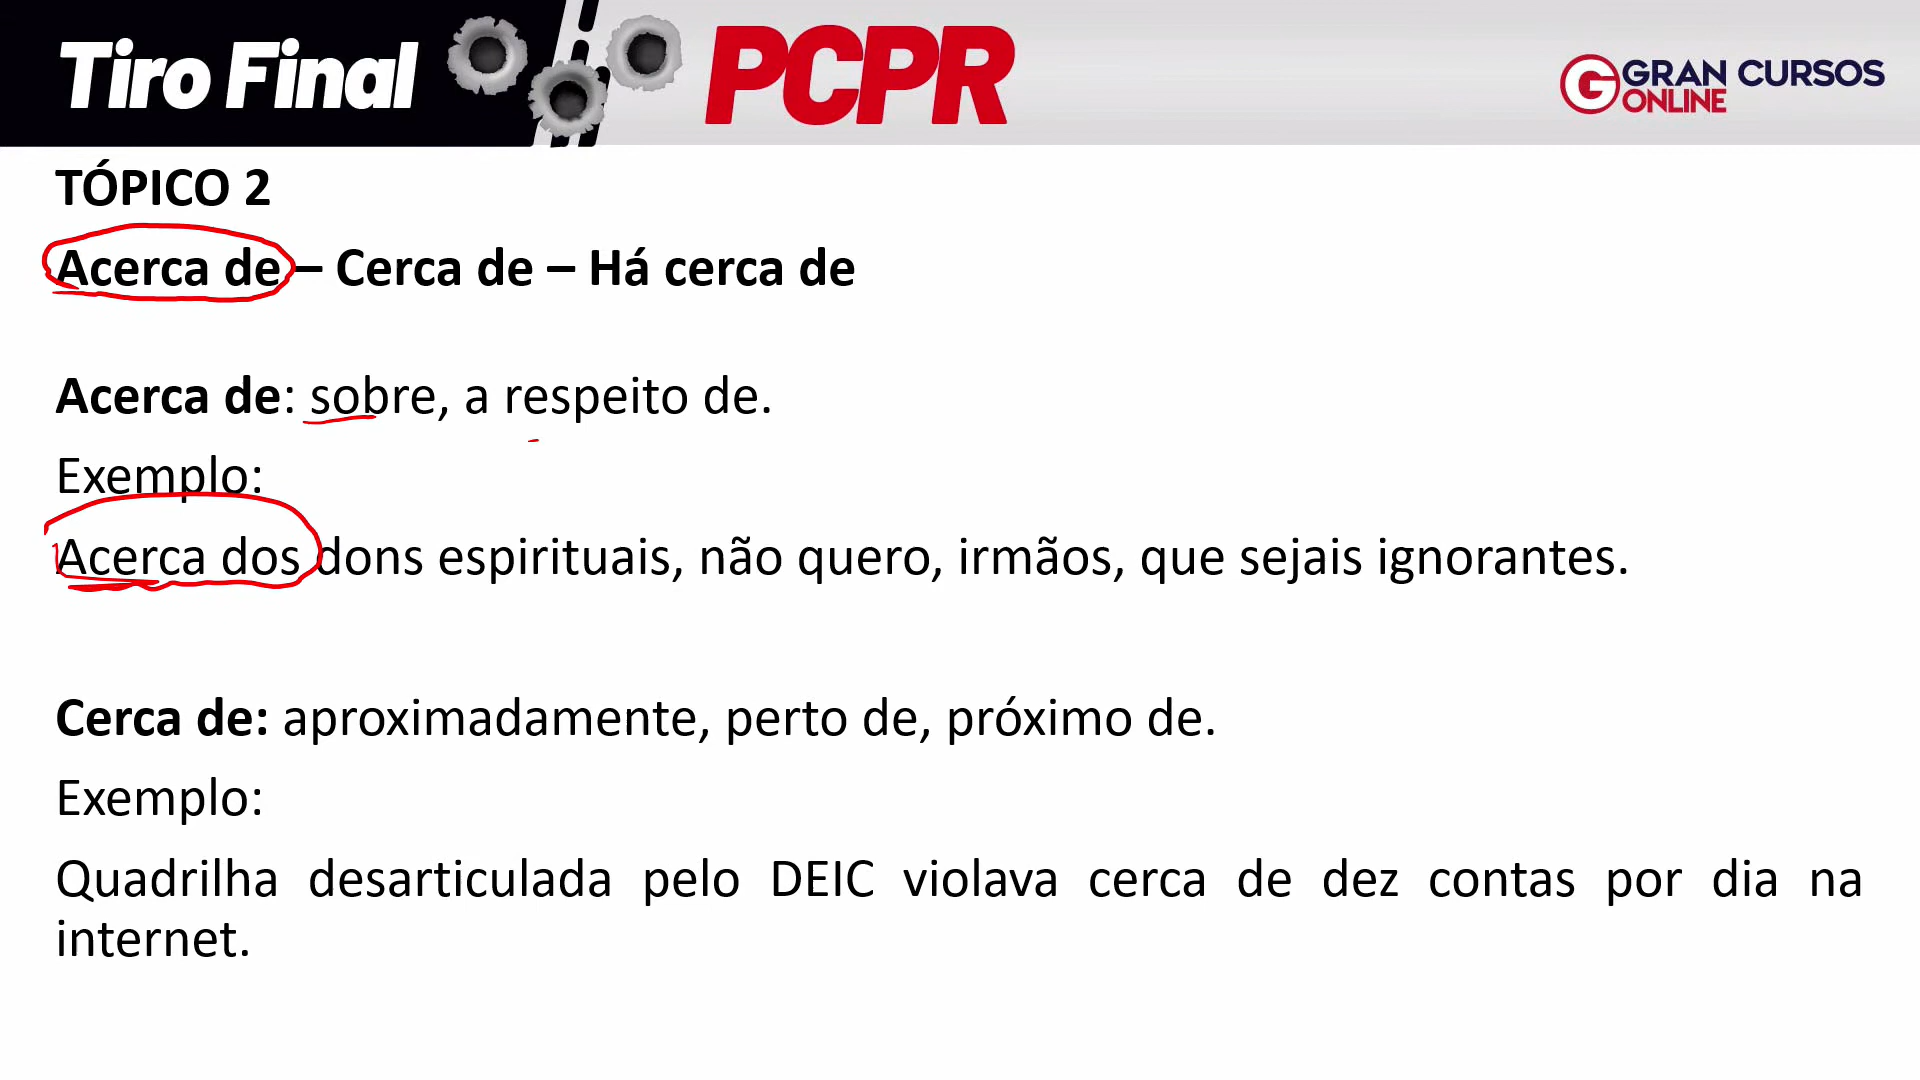 Tiro Final PCPR
GRAN CURSOS
ONLINE
TÓPICO 2
Acerca de – Cerca de – Há cerca de
Acerca de: sobre, a respeito de.
Exemplo:
Acerca dos dons espirituais, não quero, irmãos, que sejais ignorantes.
Cerca de: aproximadamente, perto de, próximo de.
Exemplo:
Quadrilha desarticulada pelo DEIC violava cerca de dez contas por dia na
internet.